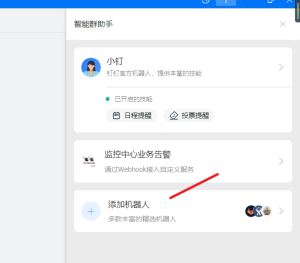 智能群助手
小钉
钉钉官方机器人，提供丰富的技能
已开启的技能
日程提醒
投票提醒
监控中心业务告警
通过Webhook接入自定义服务
添加机器人
多款丰富的精选机器人